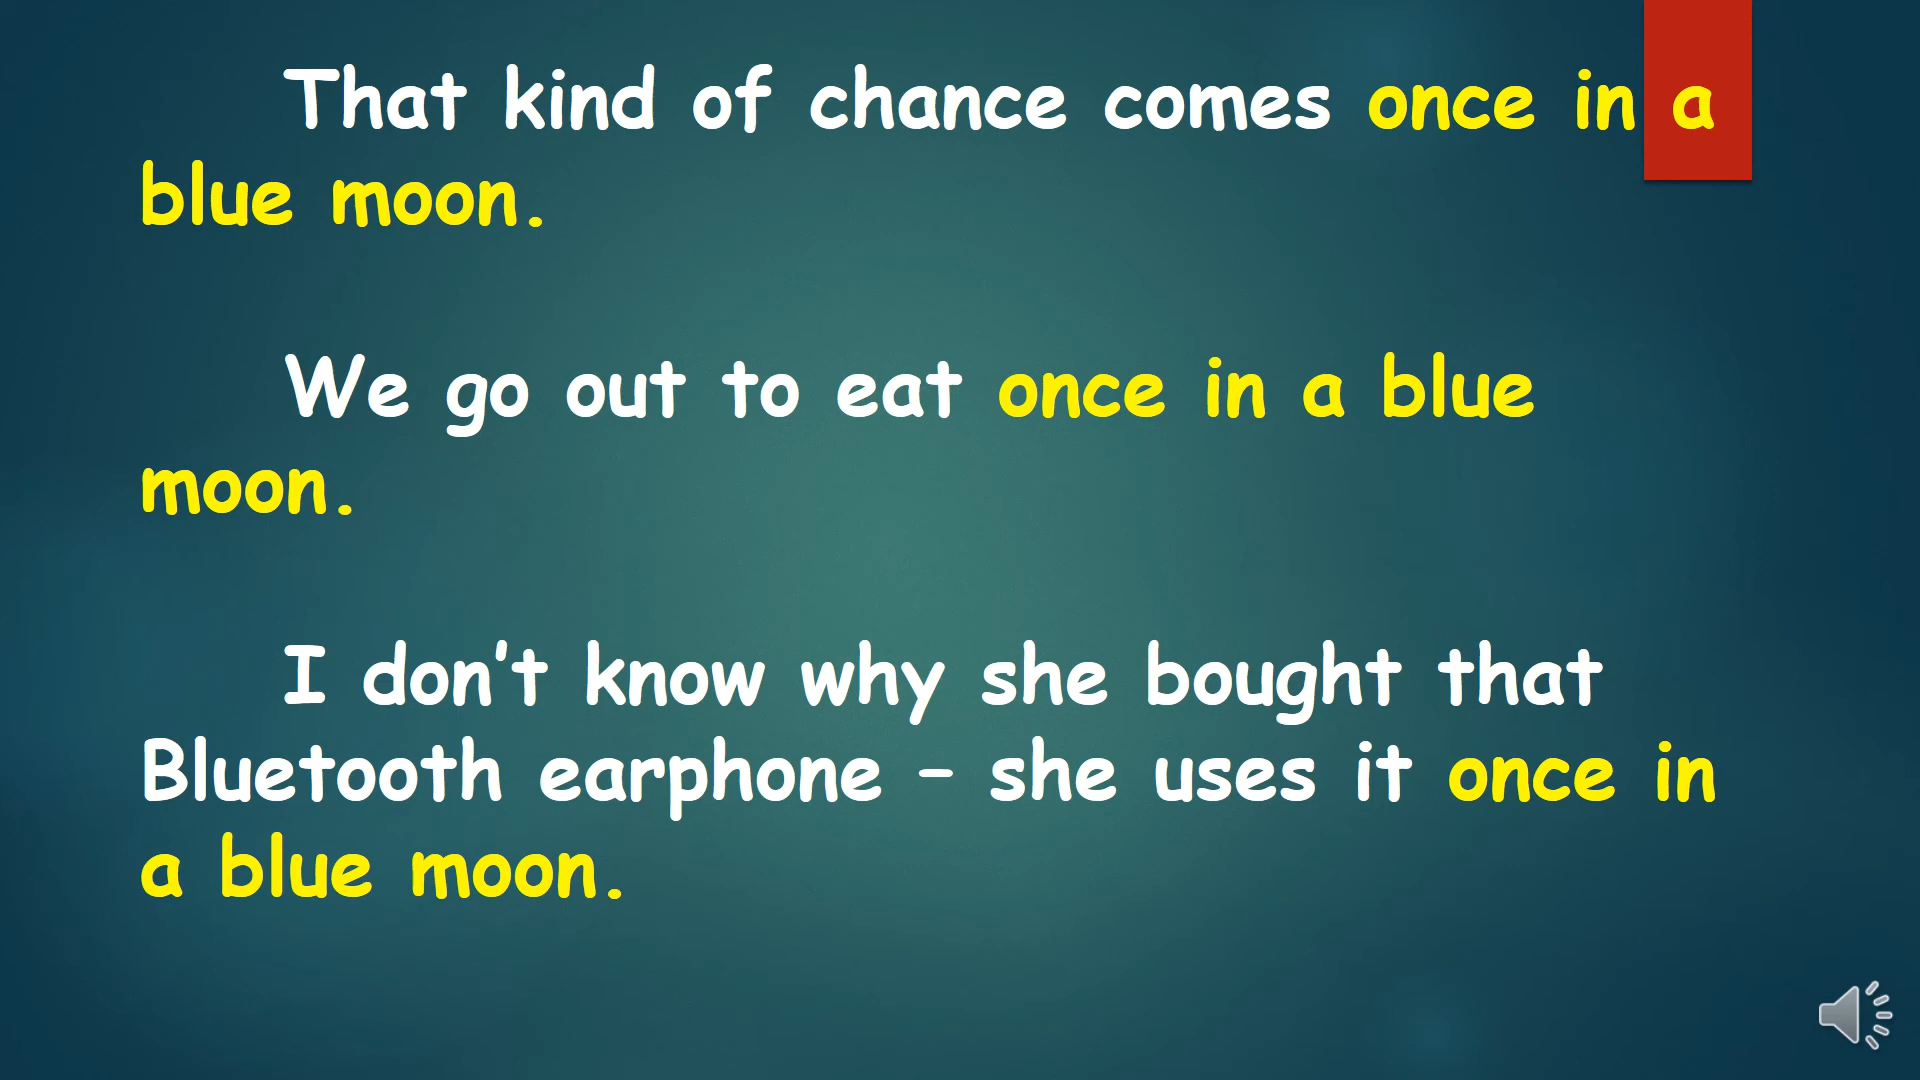 That kind of chance comes once in a
blue moon.
We go out to eat once in a blue
moon.
I don’t know why she bought that
Bluetooth earphone – she uses it once in
a blue moon.